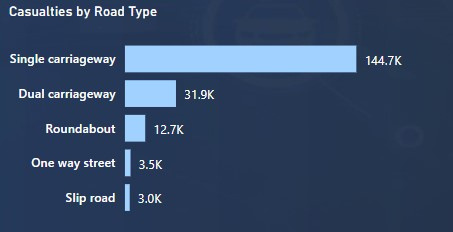 Casualties by Road Type
Single carriageway 144.7K
Dual carriageway 31.9K
Roundabout 12.7K
One way street 3.5K
Slip road 3.0K